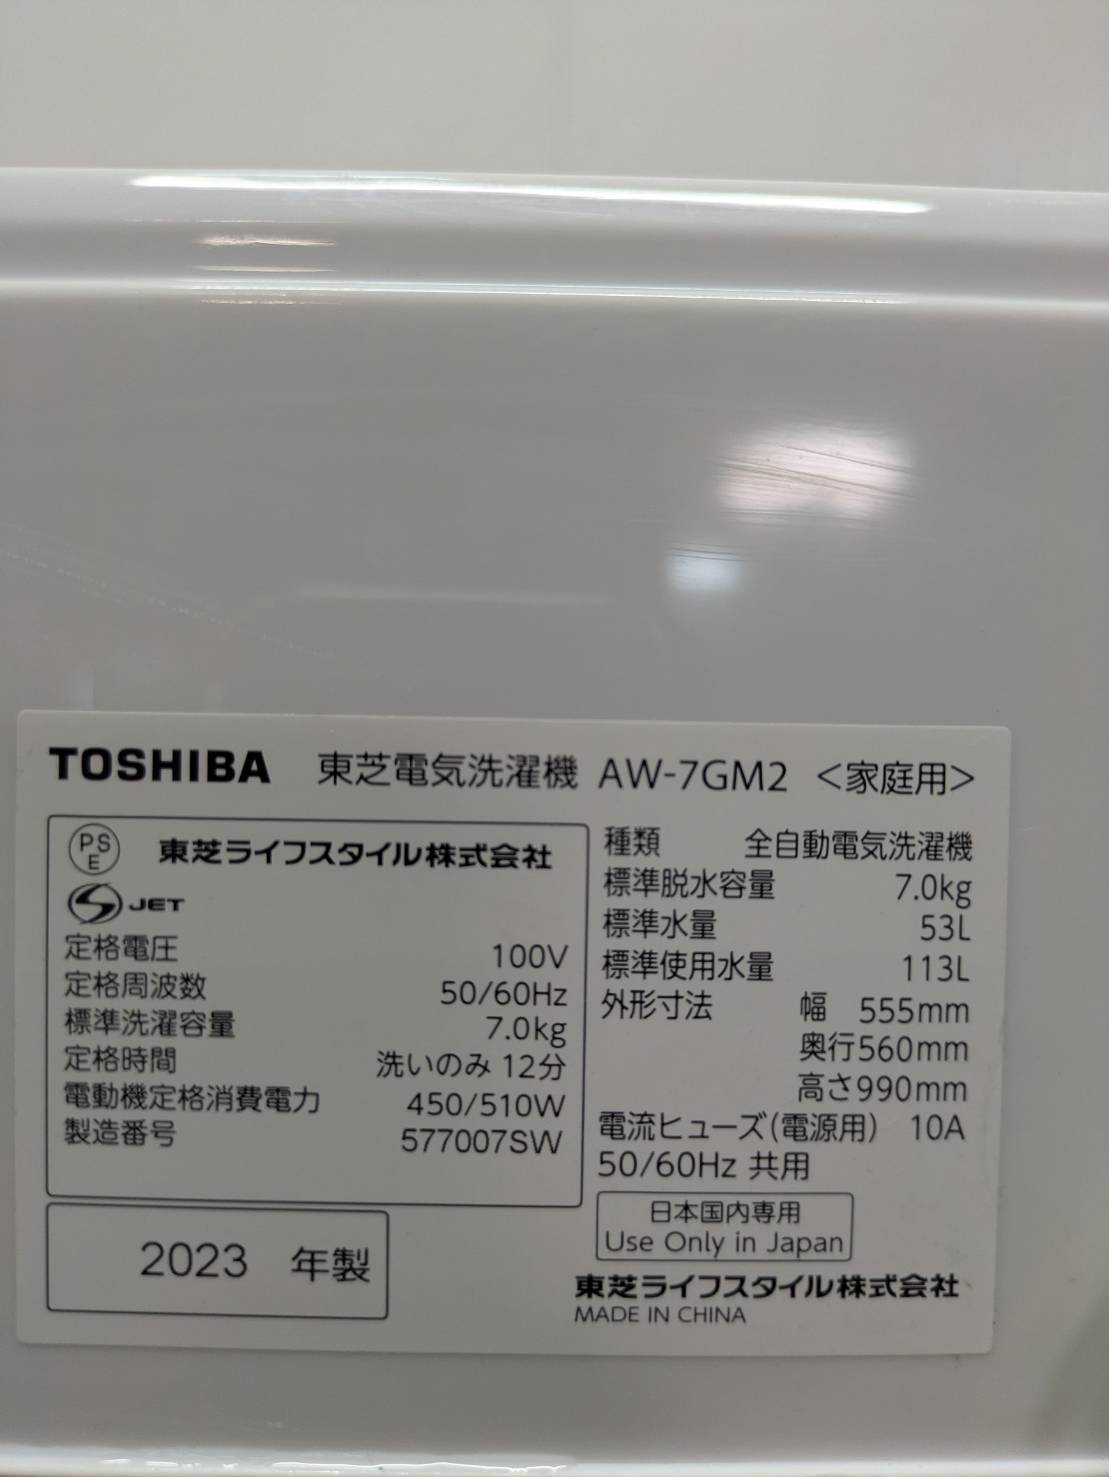 TOSHIBA 東芝電気洗濯機 AW-7GM2 <家庭用>
PS
E
東芝ライフスタイル株式会社
S JET
定格電圧 100V
定格周波数 50/60Hz
標準洗濯容量 7.0kg
定格時間 洗いのみ 12分
電動機定格消費電力 450/510W
製造番号 577007SW
2023 年製
種類 全自動電気洗濯機
標準脱水容量 7.0kg
標準水量 53L
標準使用水量 113L
外形寸法 幅 555mm
奥行560mm
高さ990mm
電流ヒューズ(電源用) 10A
50/60Hz 共用
日本国内専用
Use Only in Japan
東芝ライフスタイル株式会社
MADE IN CHINA